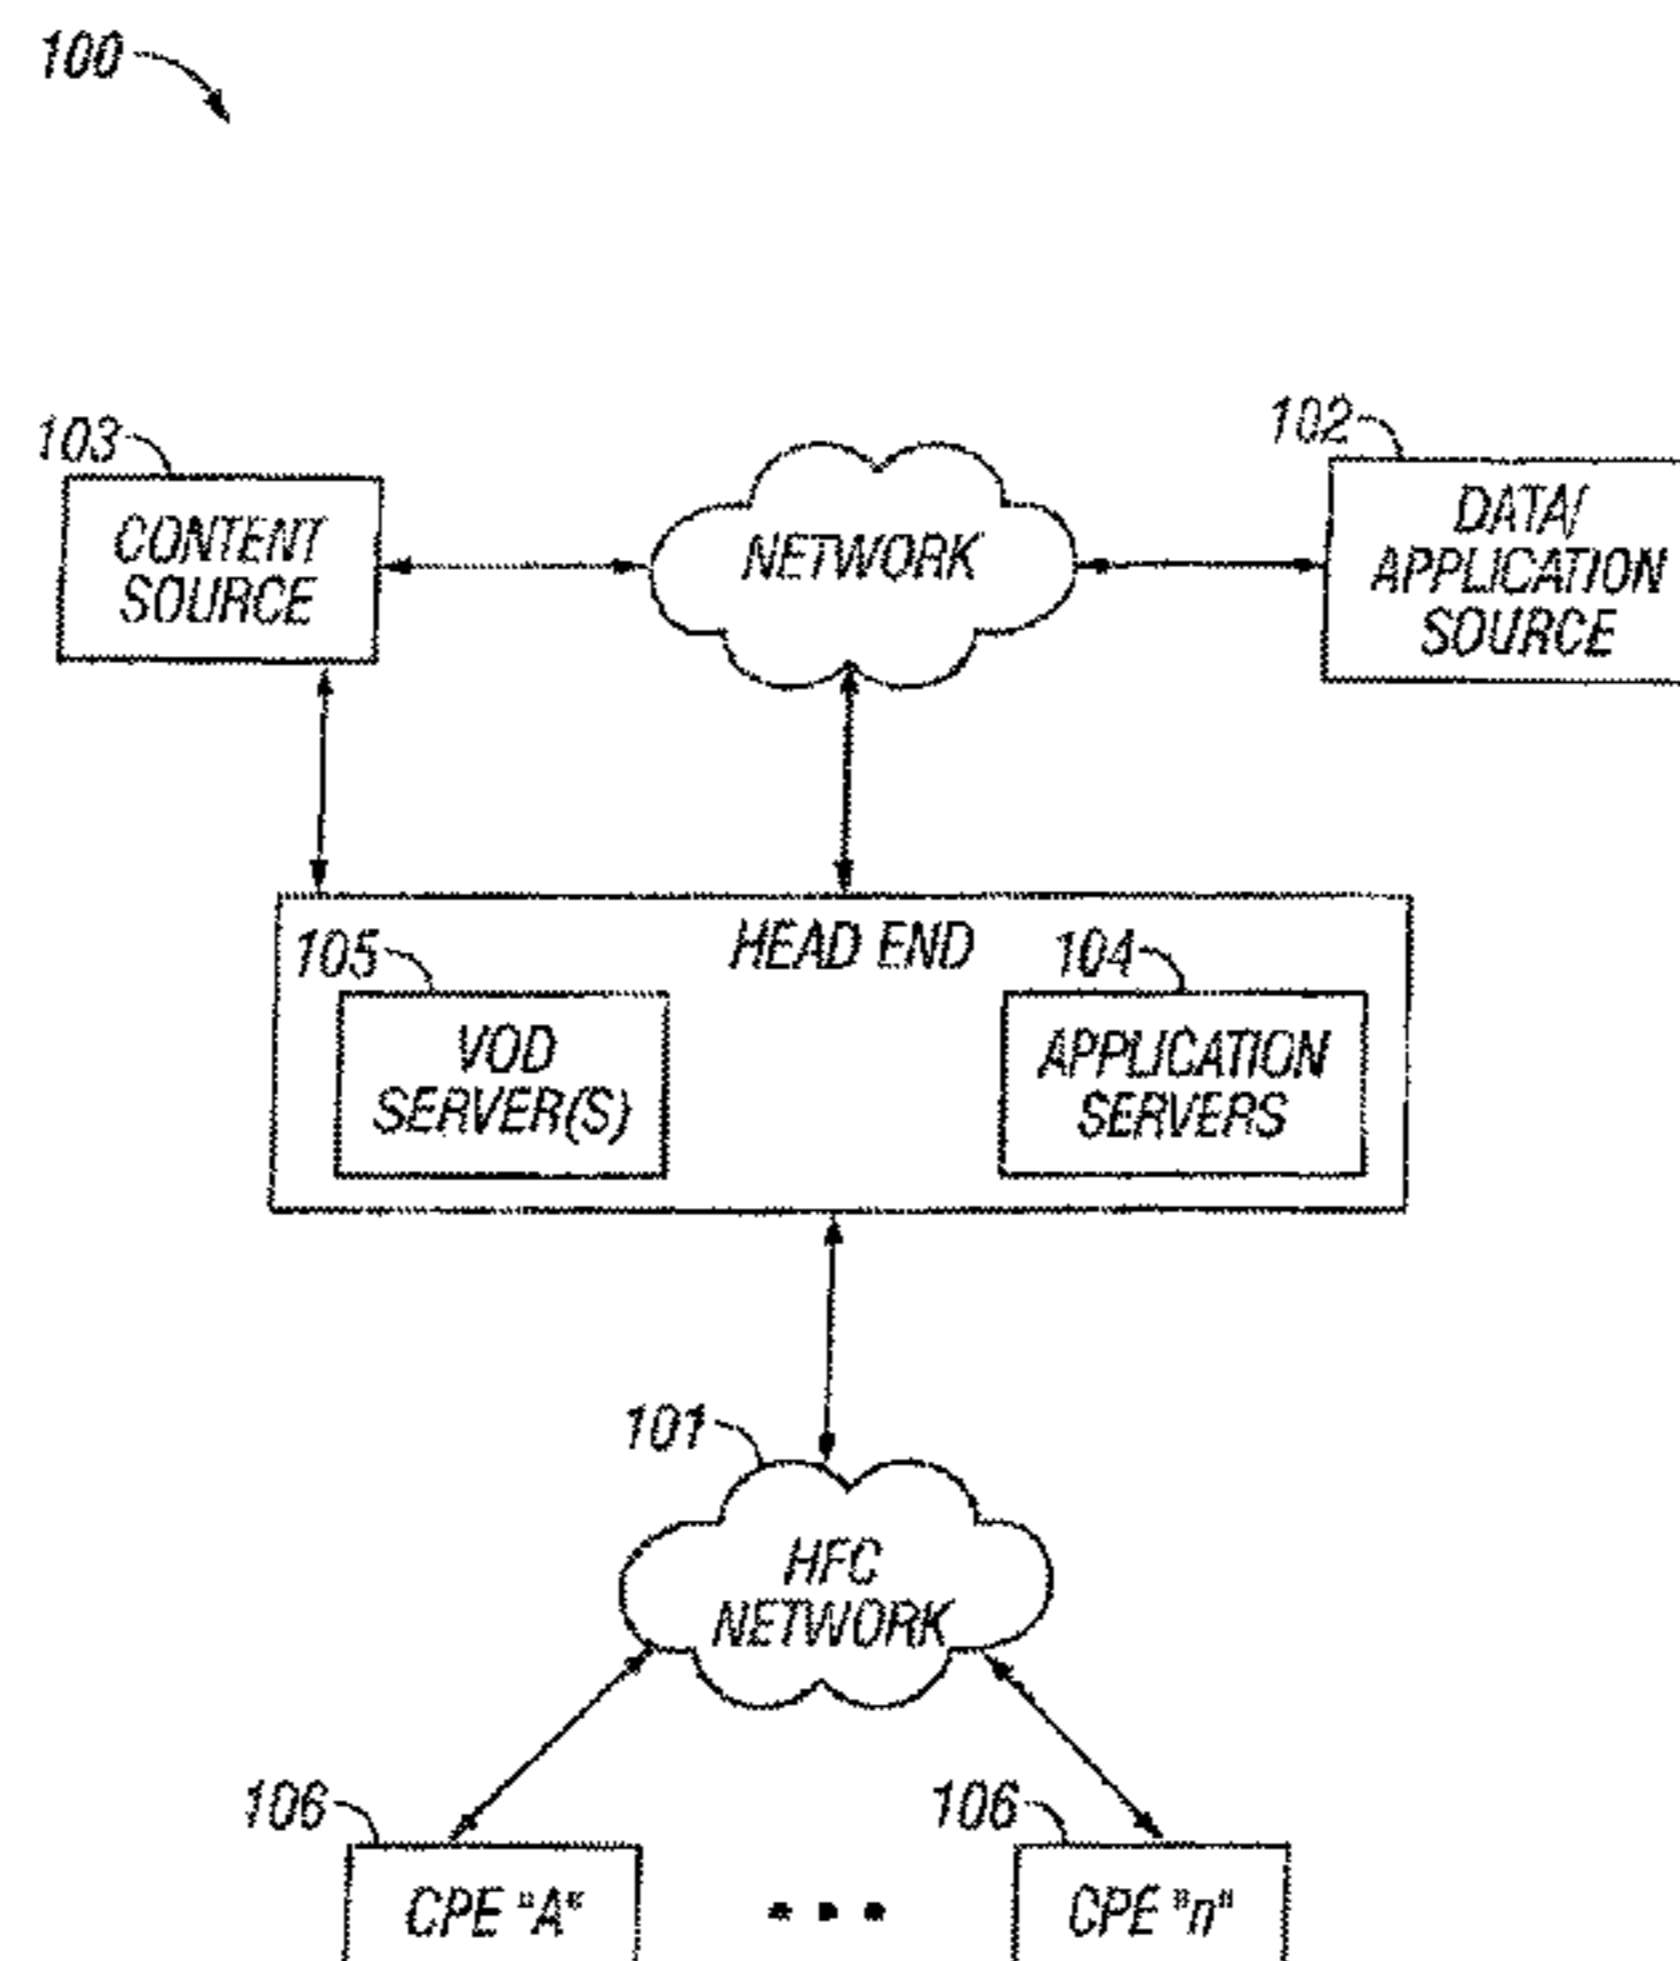 100
103
CONTENT
SOURCE
NETWORK
102
DATA/
APPLICATION
SOURCE
HEAD END
105
VOD
SERVER(S)
104
APPLICATION
SERVERS
101
HFC
NETWORK
106
CPE "A"
• • •
106
CPE "n"